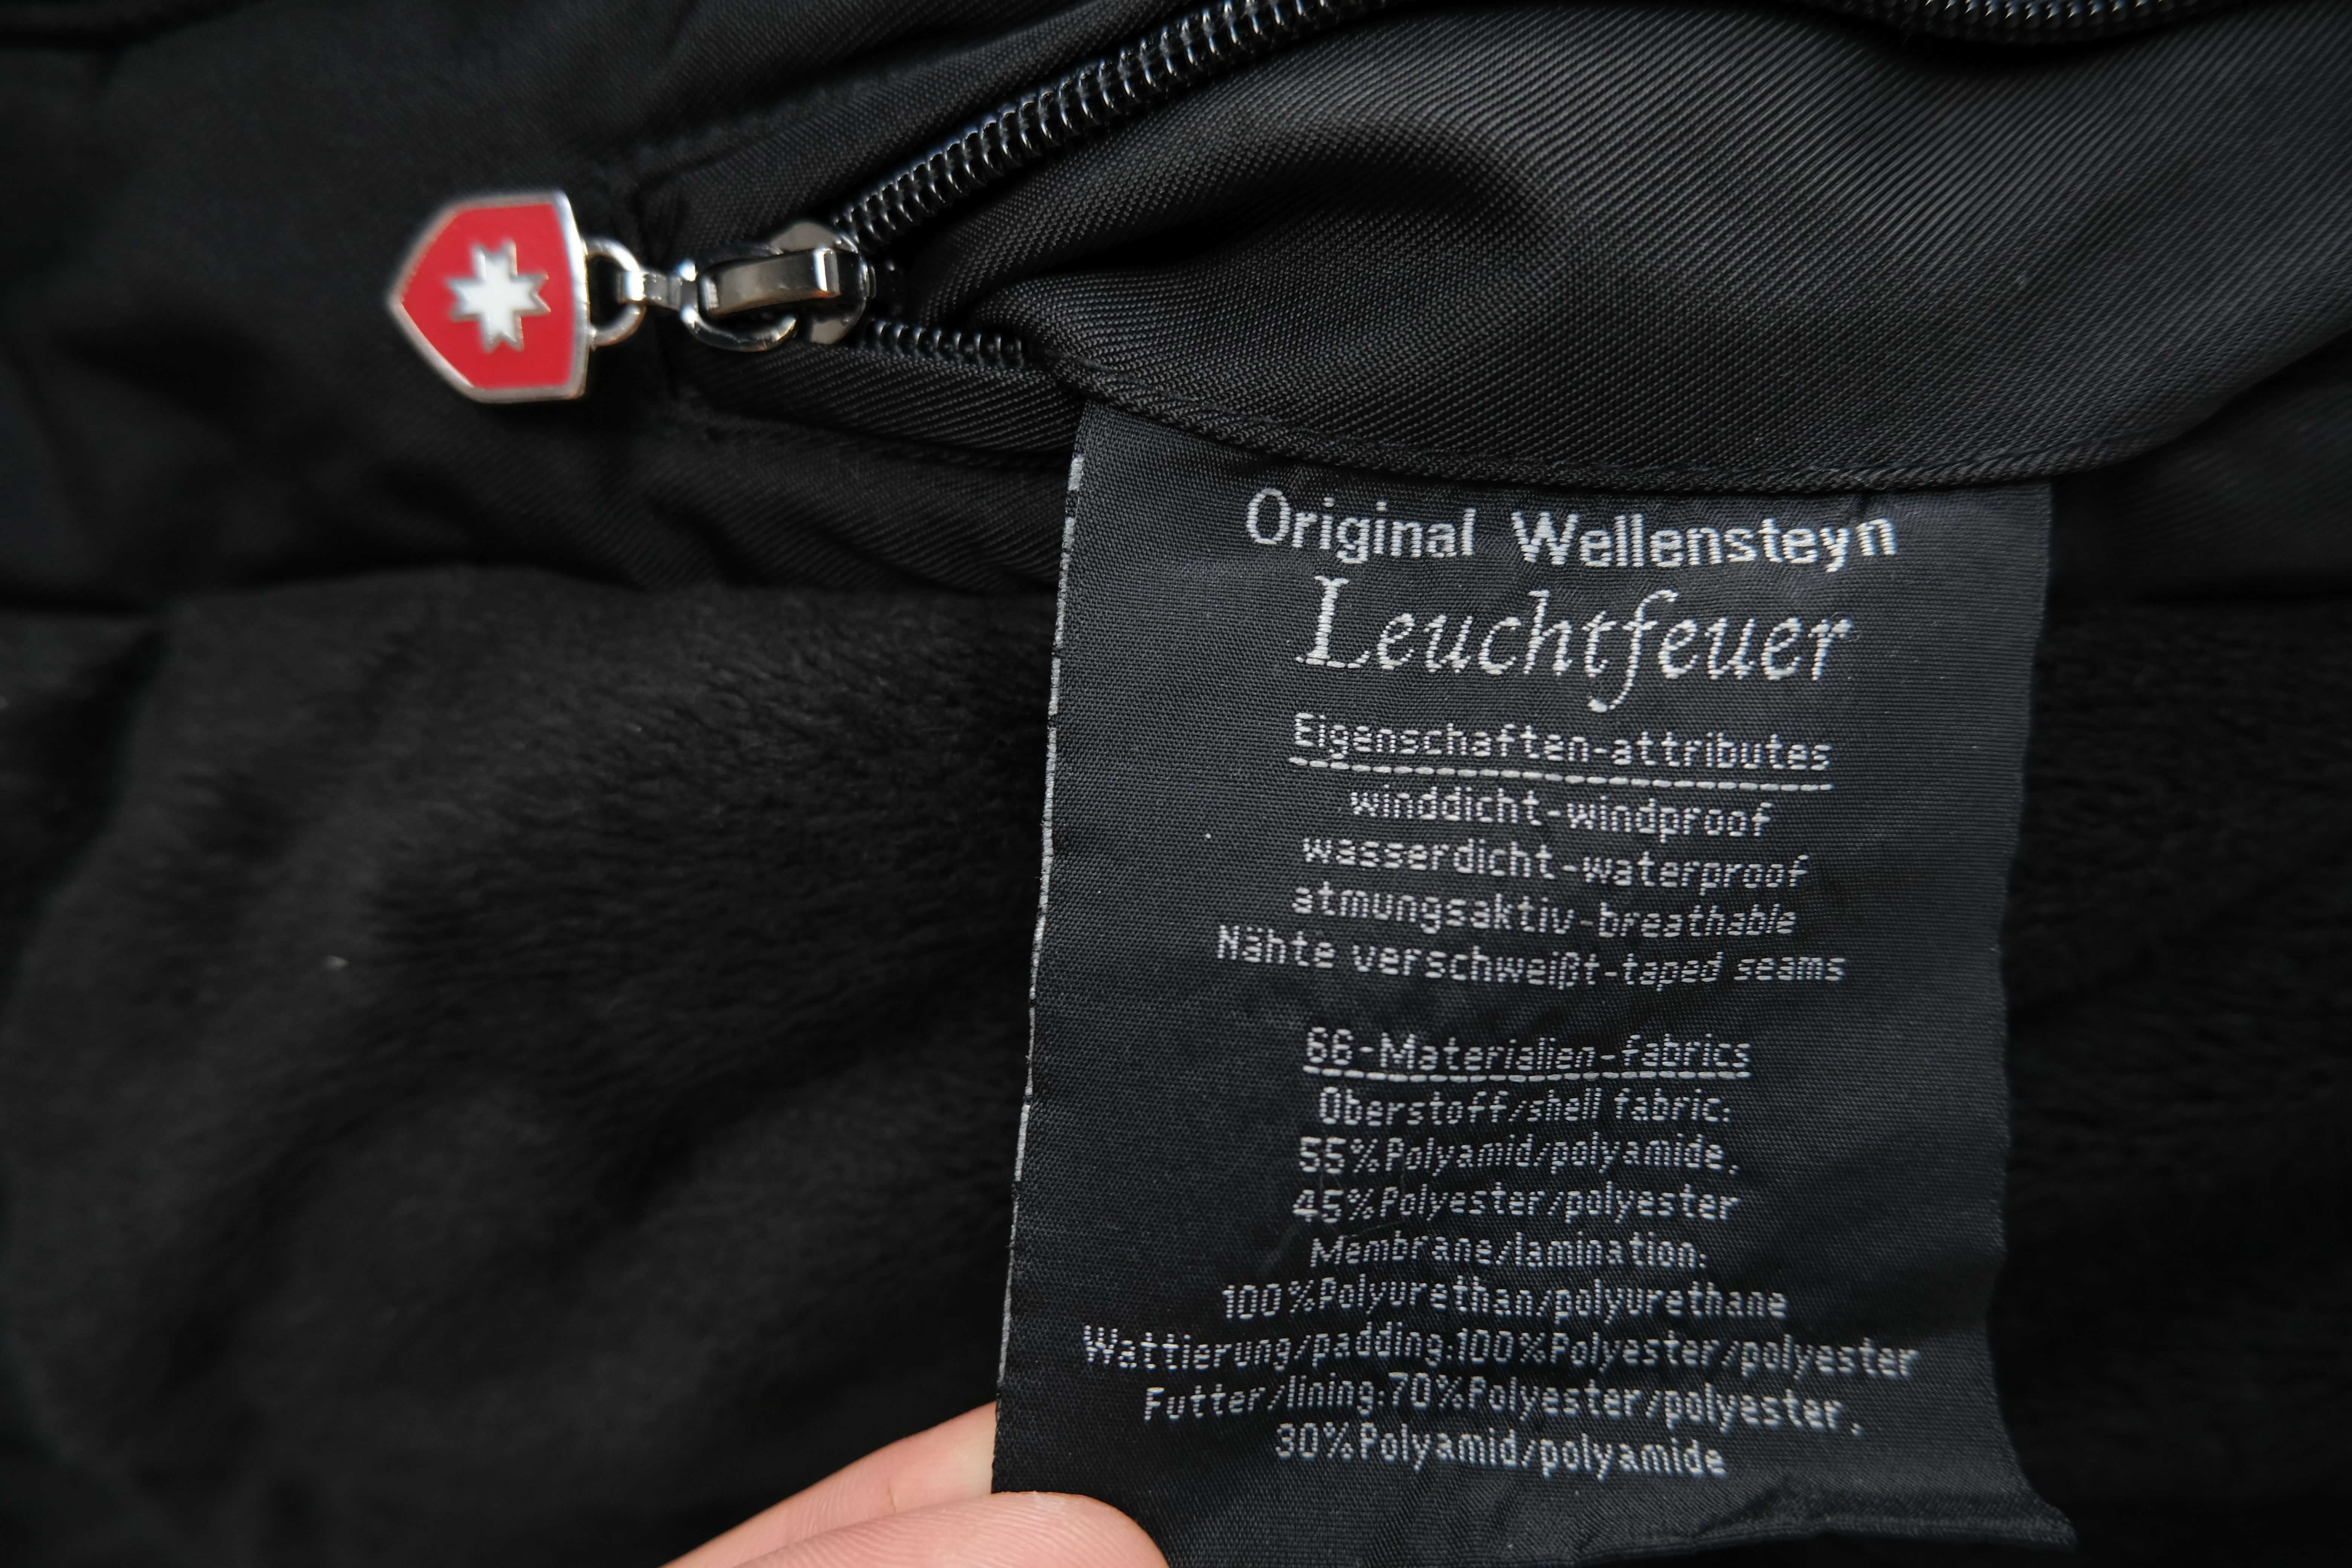 Original Wellensteyn
Leuchtfeuer
Eigenschaften-attributes
winddicht-windproof
wasserdicht-waterproof
atmungsaktiv-breathable
Nähte verschweißt-taped seams
66-Materialien-fabrics
Oberstoff/shell fabric:
55%Polyamid/polyamide,
45%Polyester/polyester
Membrane/lamination:
100%Polyurethan/polyurethane
Wattierung/padding:100%Polyester/polyester
Futter/lining:70%Polyester/polyester,
30%Polyamid/polyamide